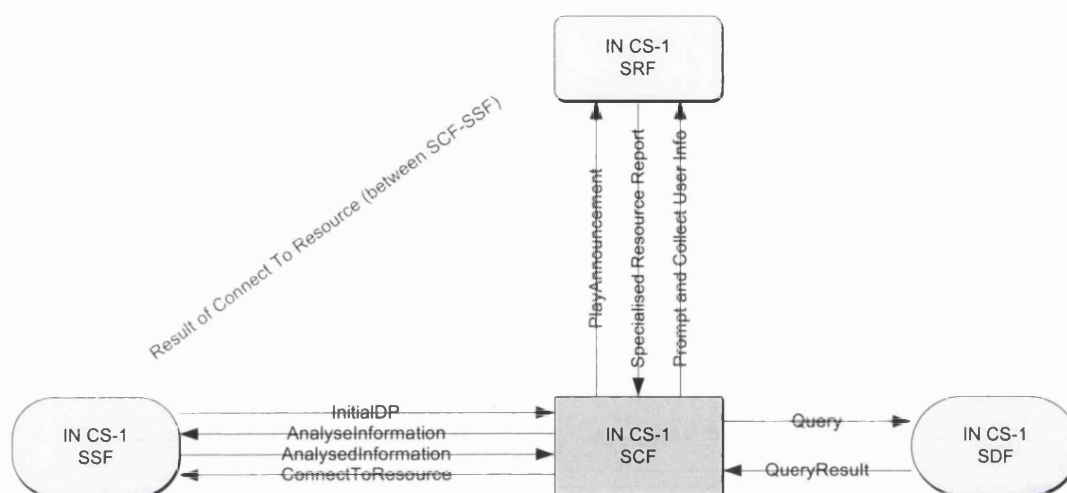 IN CS-1
SRF
Result of Connect To Resource (between SCF-SSF)
PlayAnnouncement
Specialised Resource Report
Prompt and Collect User Info
InitialDP
AnalyseInformation
AnalysedInformation
ConnectToResource
IN CS-1
SSF
IN CS-1
SCF
Query
QueryResult
IN CS-1
SDF